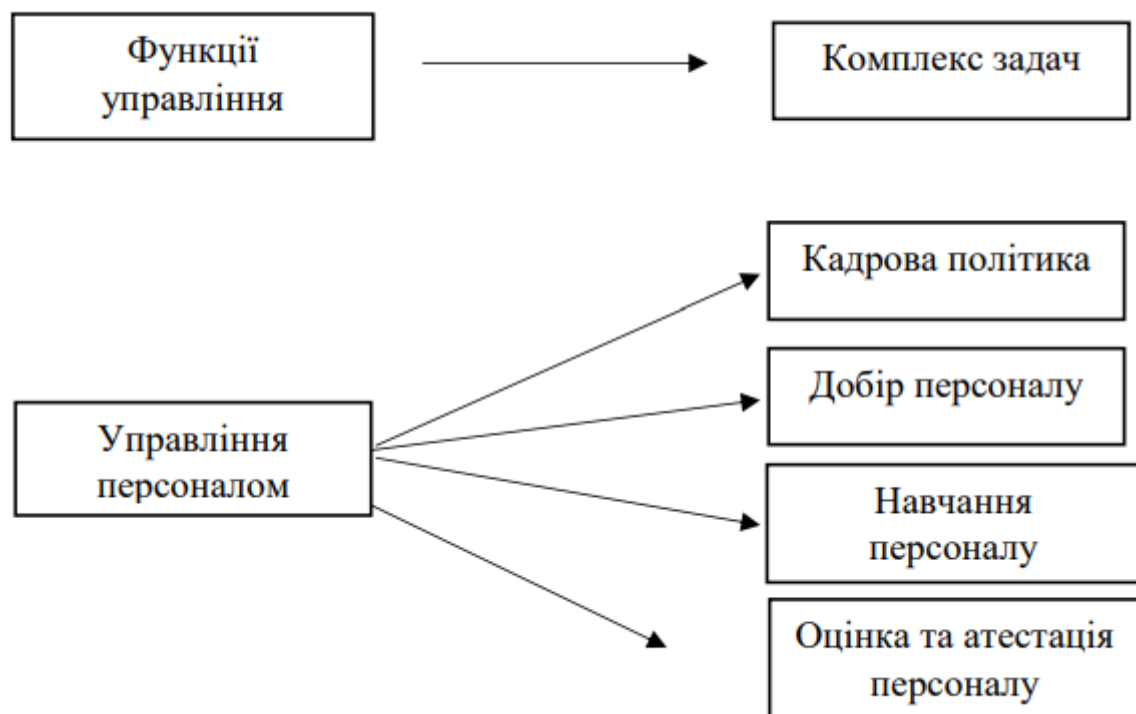 Функції
управління
Комплекс задач
Кадрова політика
Добір персоналу
Управління
персоналом
Навчання
персоналу
Оцінка та атестація
персоналу